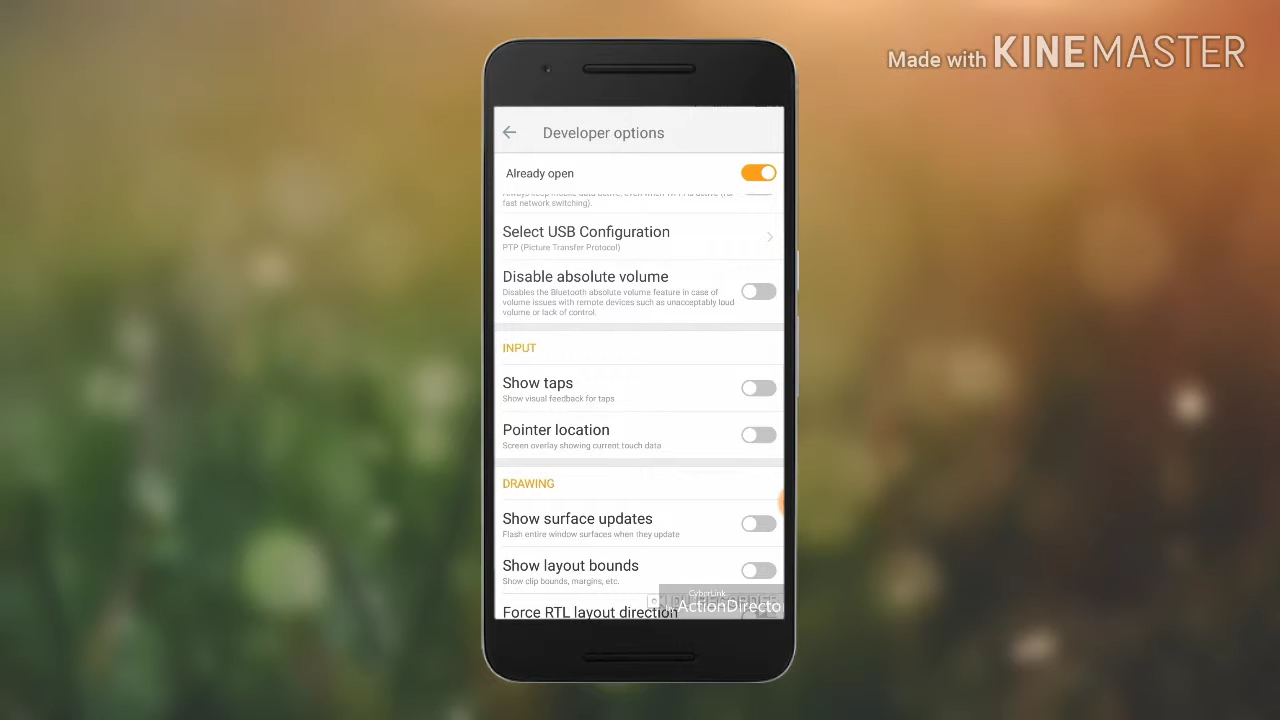 Made with KINEMASTER
Developer options
Already open
fast network switching).
Select USB Configuration
PTP (Picture Transfer Protocol)
Disable absolute volume
Disables the Bluetooth absolute volume feature in case of
volume issues with remote devices such as unacceptably loud
volume or lack of control.
INPUT
Show taps
Show visual feedback for taps
Pointer location
Screen overlay showing current touch data
DRAWING
Show surface updates
Flash entire window surfaces when they update
Show layout bounds
Show clip bounds, margins, etc.
CyberLink
ActionDirecto
Force RTL layout direction